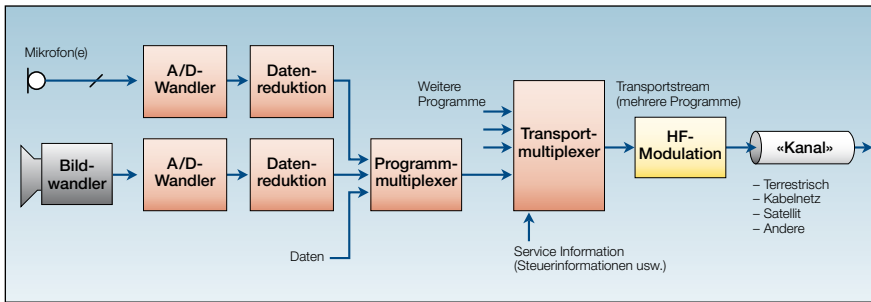 Mikrofon(e)
A/D-
Wandler
Daten-
reduktion
Bild-
wandler
A/D-
Wandler
Daten-
reduktion
Daten
Programm-
multiplexer
Weitere
Programme
Transport-
multiplexer
Service Information
(Steuerinformationen usw.)
Transportstream
(mehrere Programme)
HF-
Modulation
«Kanal»
– Terrestrisch
– Kabelnetz
– Satellit
– Andere